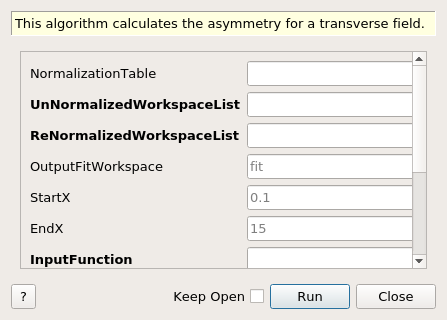 This algorithm calculates the asymmetry for a transverse field.
NormalizationTable
UnNormalizedWorkspaceList
ReNormalizedWorkspaceList
OutputFitWorkspace fit
StartX 0.1
EndX 15
InputFunction
? Keep Open Run Close